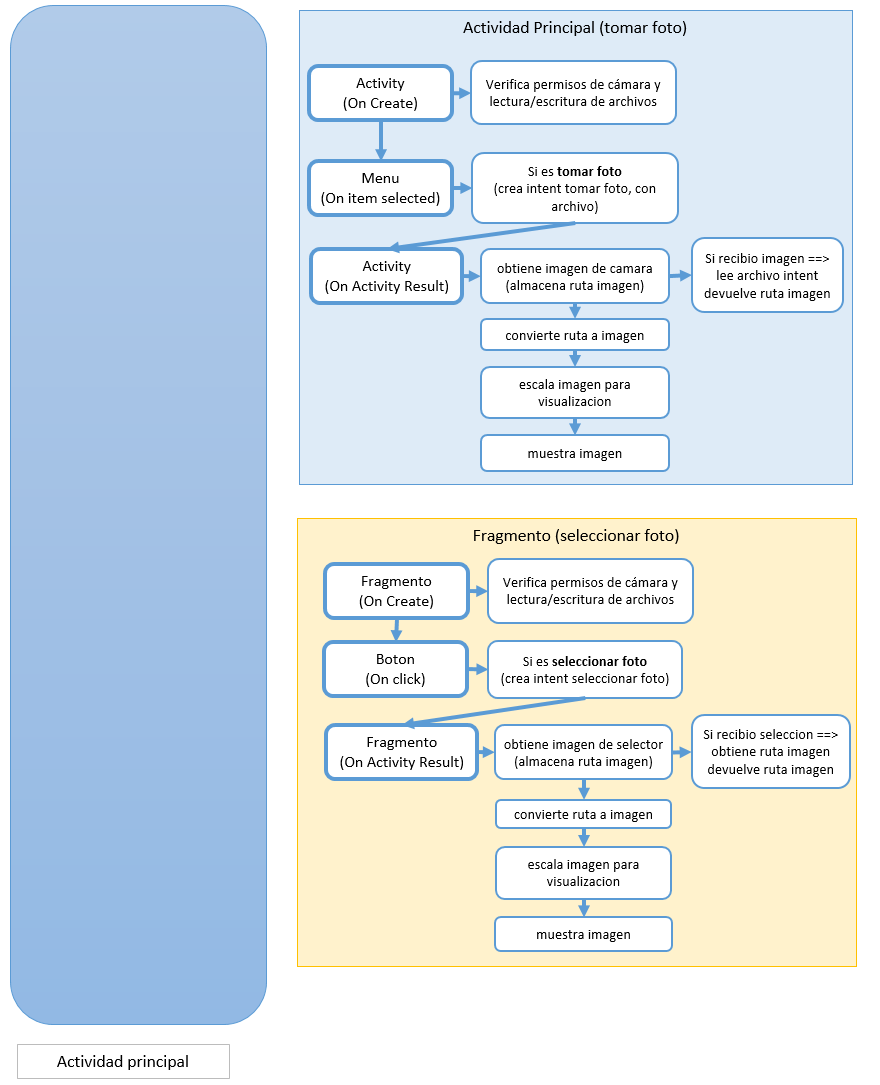 Actividad Principal (tomar foto)
Activity
(On Create)
Verifica permisos de cámara y
lectura/escritura de archivos
Menu
(On item selected)
Si es tomar foto
(crea intent tomar foto, con
archivo)
Activity
(On Activity Result)
obtiene imagen de camara
(almacena ruta imagen)
Si recibio imagen ==>
lee archivo intent
devuelve ruta imagen
convierte ruta a imagen
escala imagen para
visualizacion
muestra imagen
Fragmento (seleccionar foto)
Fragmento
(On Create)
Verifica permisos de cámara y
lectura/escritura de archivos
Boton
(On click)
Si es seleccionar foto
(crea intent seleccionar foto)
Fragmento
(On Activity Result)
obtiene imagen de selector
(almacena ruta imagen)
Si recibio seleccion ==>
obtiene ruta imagen
devuelve ruta imagen
convierte ruta a imagen
escala imagen para
visualizacion
muestra imagen
Actividad principal